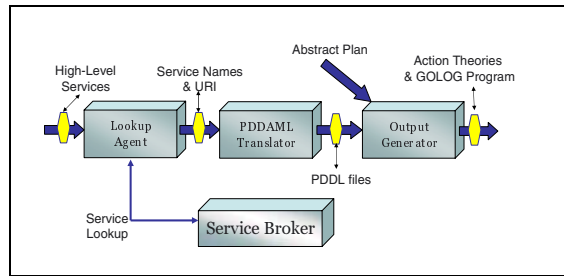 Abstract Plan
High-Level
Services
Service Names
& URI
Action Theories
& GOLOG Program
Lookup
Agent
PDDAML
Translator
Output
Generator
PDDL files
Service
Lookup
Service Broker